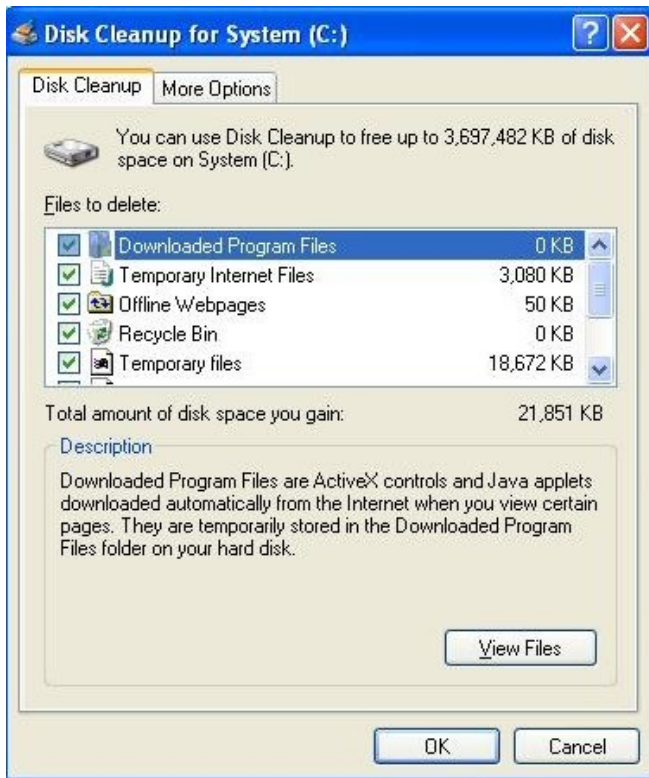 Disk Cleanup for System (C:)
Disk Cleanup
More Options
You can use Disk Cleanup to free up to 3,697,482 KB of disk
space on System (C:).
Files to delete:
Downloaded Program Files 0 KB
Temporary Internet Files 3,080 KB
Offline Webpages 50 KB
Recycle Bin 0 KB
Temporary files 18,672 KB
Total amount of disk space you gain: 21,851 KB
Description
Downloaded Program Files are ActiveX controls and Java applets
downloaded automatically from the Internet when you view certain
pages. They are temporarily stored in the Downloaded Program
Files folder on your hard disk.
View Files
OK
Cancel